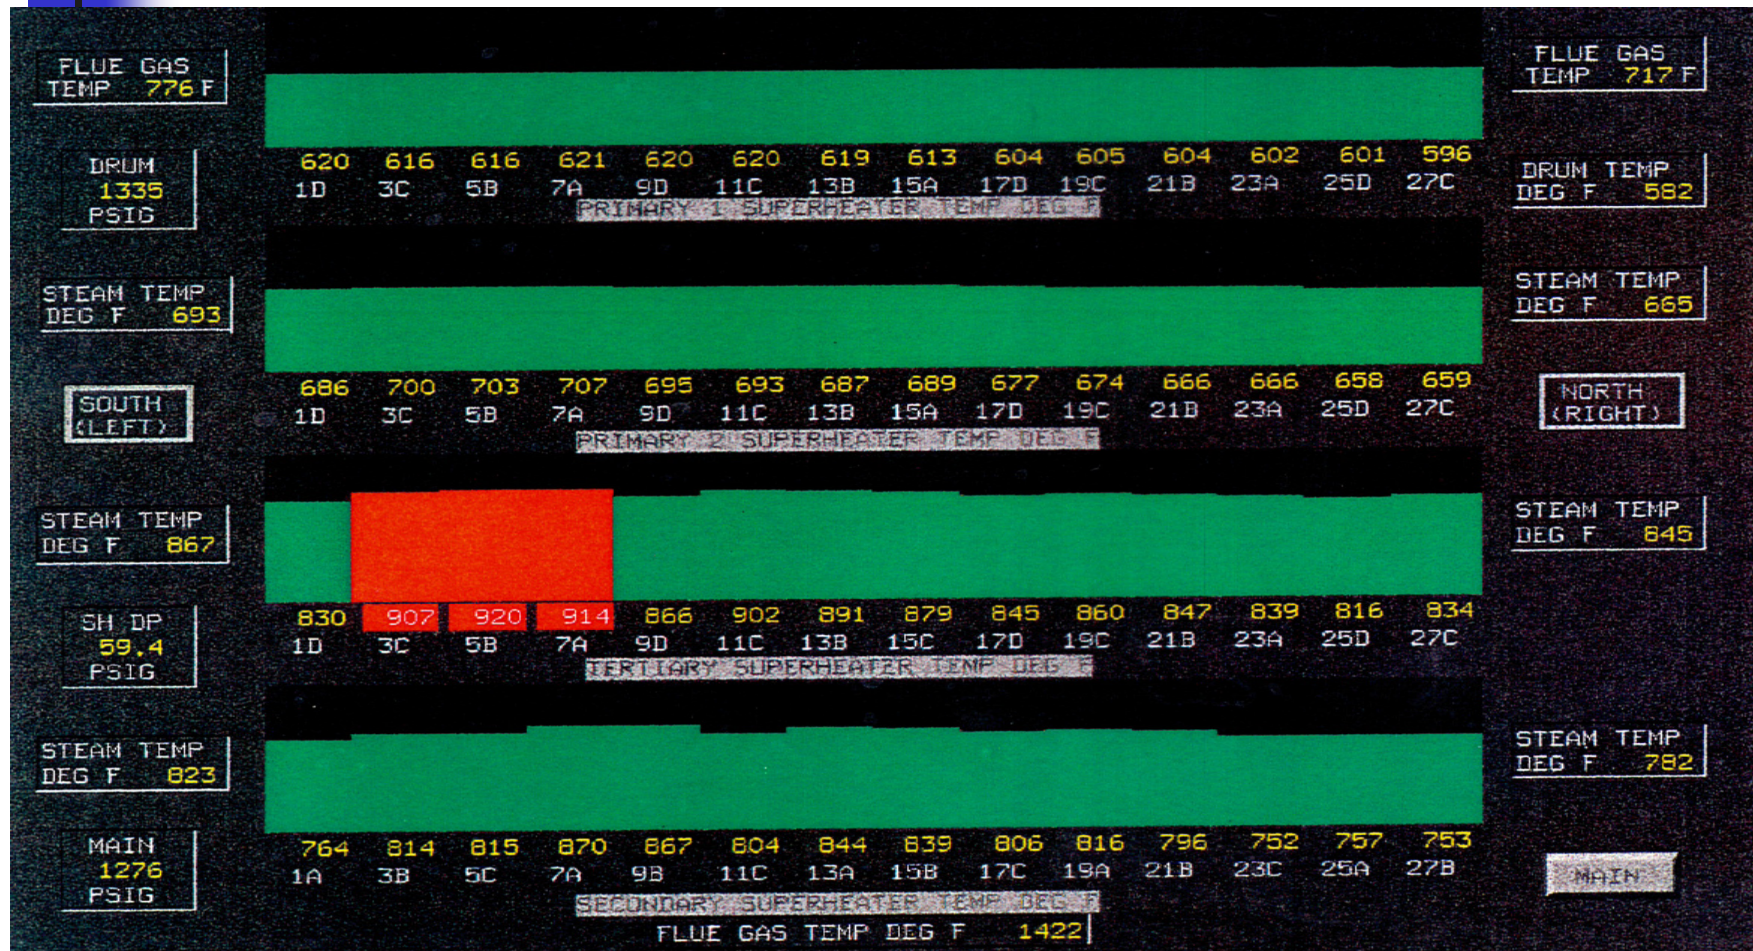 FLUE GAS
TEMP 776 F
FLUE GAS
TEMP 717 F
620 616 616 621 620 620 619 613 604 605 604 602 601 596
1D 3C 5B 7A 9D 11C 13B 15A 17D 19C 21B 23A 25D 27C
PRIMARY 1 SUPERHEATER TEMP DEG F
DRUM
1335
PSIG
DRUM TEMP
DEG F 582
STEAM TEMP
DEG F 693
STEAM TEMP
DEG F 665
686 700 703 707 695 693 687 689 677 674 666 666 658 659
1D 3C 5B 7A 9D 11C 13B 15A 17D 19C 21B 23A 25D 27C
PRIMARY 2 SUPERHEATER TEMP DEG F
SOUTH
(LEFT)
NORTH
(RIGHT)
STEAM TEMP
DEG F 867
STEAM TEMP
DEG F 845
830 907 920 914 866 902 891 879 845 860 847 839 816 834
1D 3C 5B 7A 9D 11C 13B 15C 17D 19C 21B 23A 25D 27C
TERTIARY SUPERHEATER TEMP DEG F
SH DP
59.4
PSIG
STEAM TEMP
DEG F 823
STEAM TEMP
DEG F 782
764 814 815 870 867 804 844 839 806 816 796 752 757 753
1A 3B 5C 7A 9B 11C 13A 15B 17C 19A 21B 23C 25A 27B
SECONDARY SUPERHEATER TEMP DEG F
MAIN
1276
PSIG
MAIN
FLUE GAS TEMP DEG F 1422